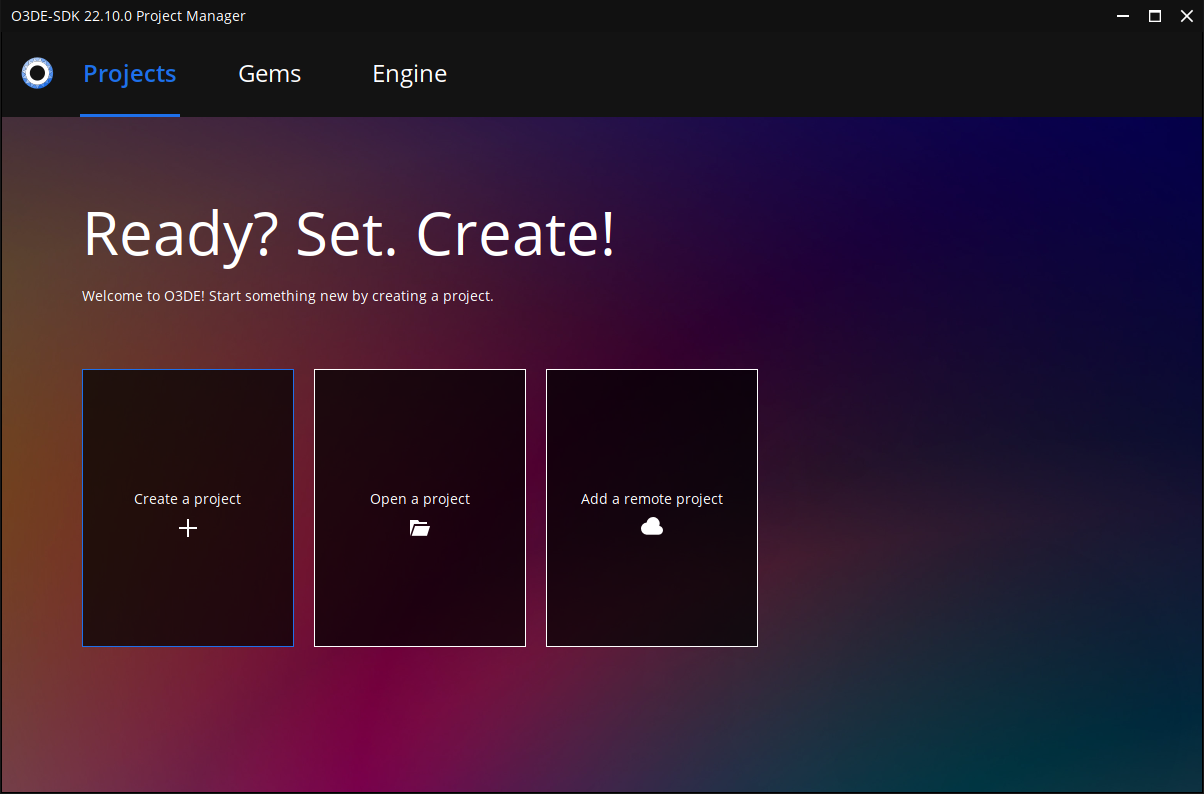 O3DE-SDK 22.10.0 Project Manager
Projects Gems Engine
Ready? Set. Create!
Welcome to O3DE! Start something new by creating a project.
Create a project
Open a project
Add a remote project